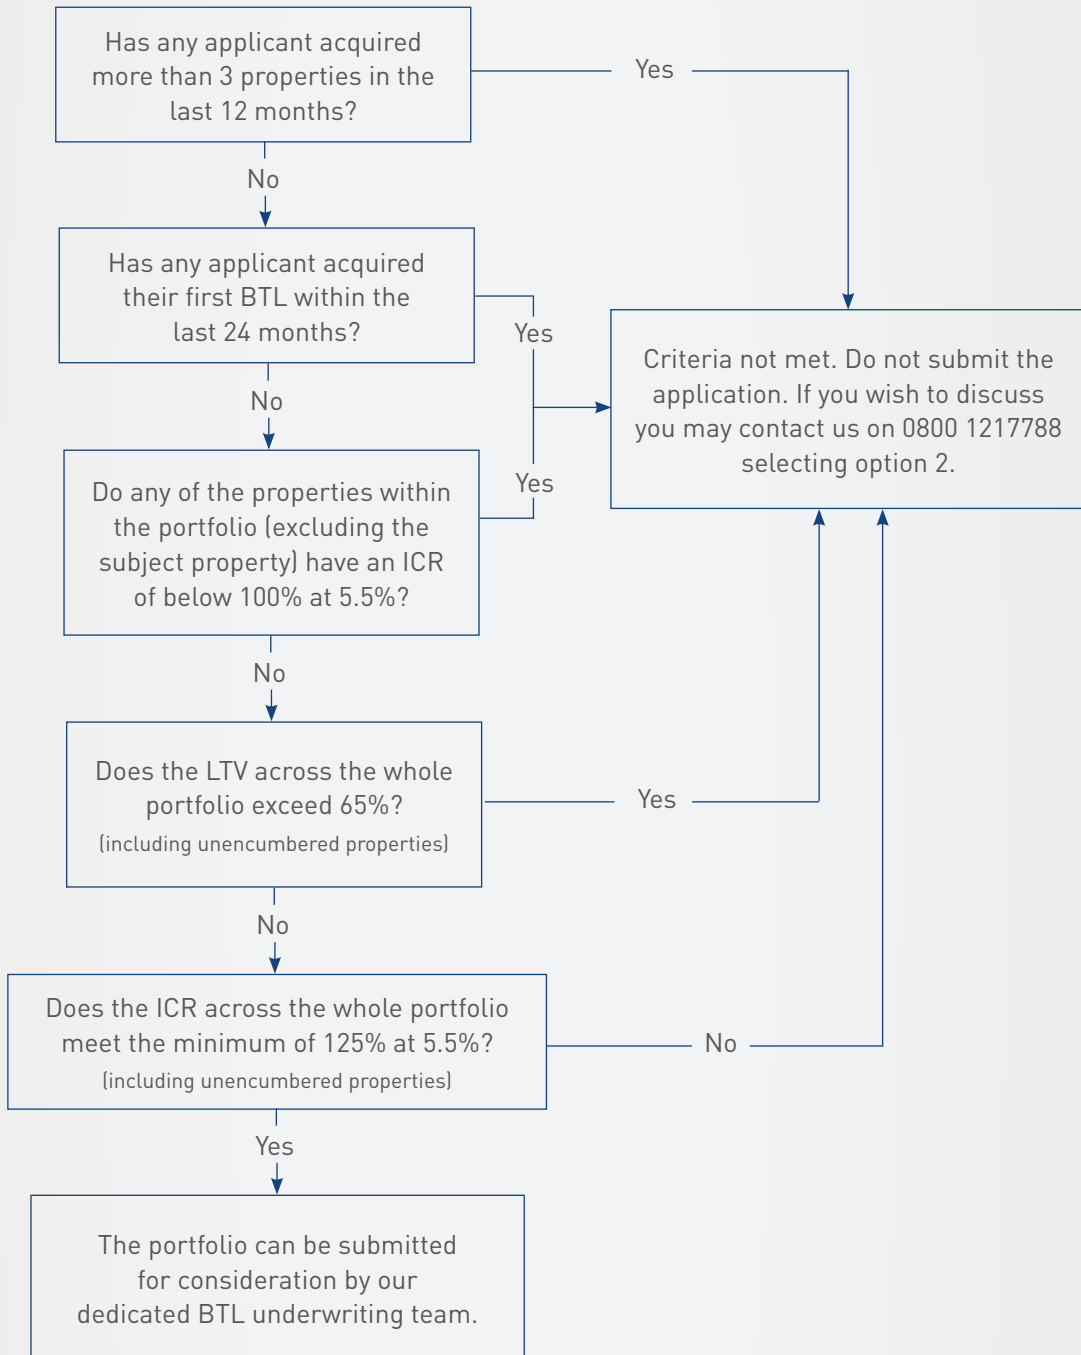 Has any applicant acquired
more than 3 properties in the
last 12 months?
Yes
No
Has any applicant acquired
their first BTL within the
last 24 months?
Yes
No
Criteria not met. Do not submit the
application. If you wish to discuss
you may contact us on 0800 1217788
selecting option 2.
Do any of the properties within
the portfolio (excluding the
subject property) have an ICR
of below 100% at 5.5%?
Yes
No
Does the LTV across the whole
portfolio exceed 65%?
(including unencumbered properties)
Yes
No
Does the ICR across the whole portfolio
meet the minimum of 125% at 5.5%?
(including unencumbered properties)
No
Yes
The portfolio can be submitted
for consideration by our
dedicated BTL underwriting team.